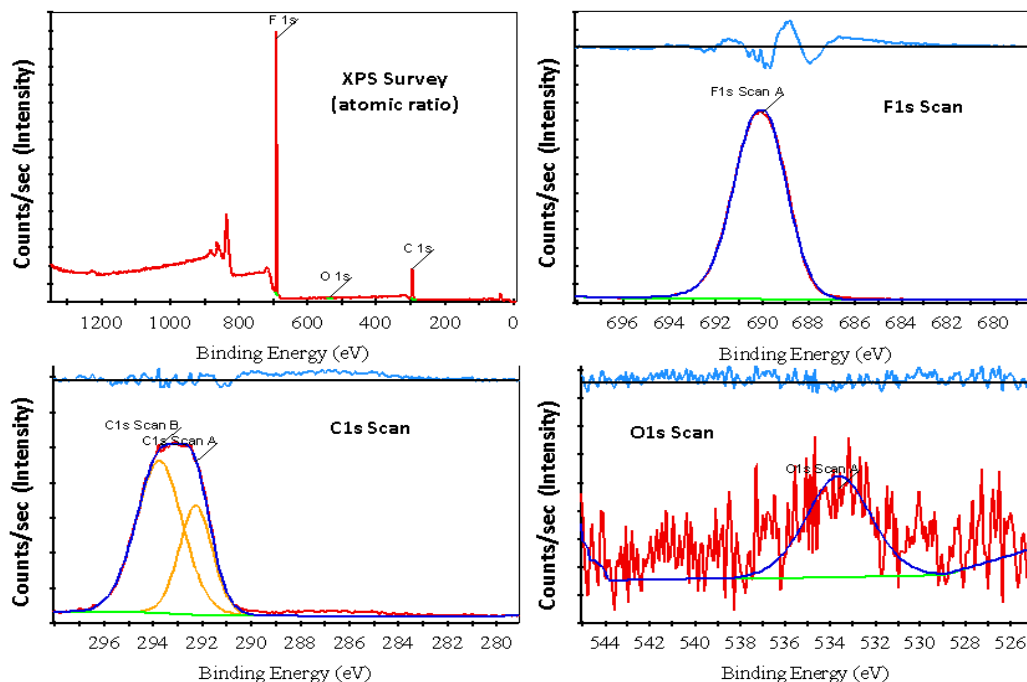 F 1s
XPS Survey
(atomic ratio)
C 1s
O 1s
Counts/sec (Intensity)
1200 1000 800 600 400 200 0
Binding Energy (eV)
F1s Scan A
F1s Scan
Counts/sec (Intensity)
696 694 692 690 688 686 684 682 680
Binding Energy (eV)
C1s Scan B
C1s Scan A
C1s Scan
Counts/sec (Intensity)
296 294 292 290 288 286 284 282 280
Binding Energy (eV)
O1s Scan
O1s Scan A
Counts/sec (Intensity)
544 542 540 538 536 534 532 530 528 526
Binding Energy (eV)